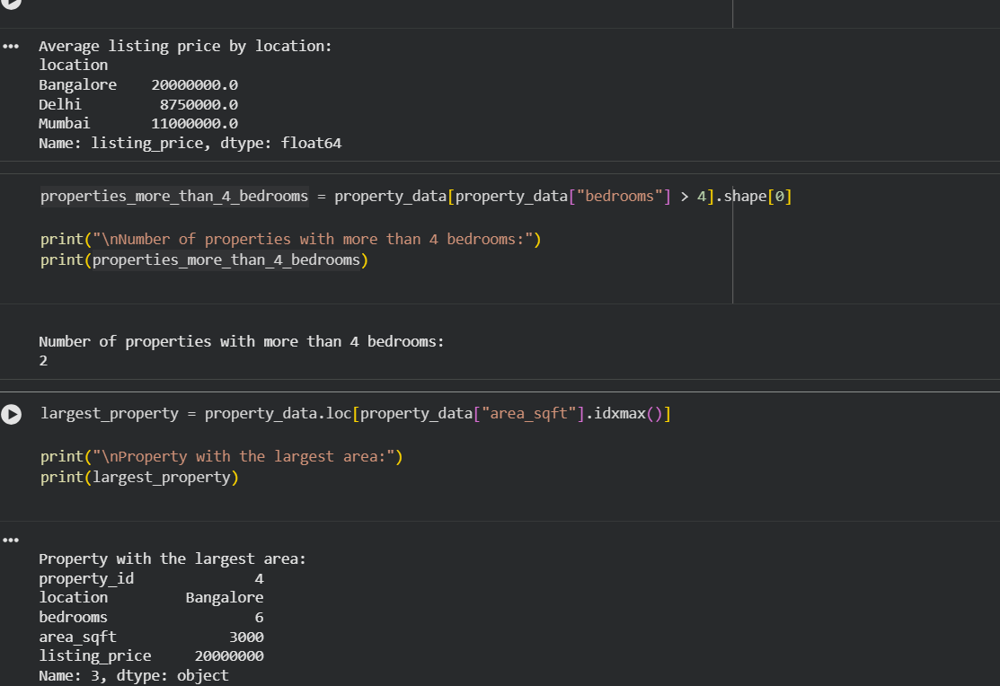 Average listing price by location:
location
Bangalore    20000000.0
Delhi         8750000.0
Mumbai       11000000.0
Name: listing_price, dtype: float64
properties_more_than_4_bedrooms = property_data[property_data["bedrooms"] > 4].shape[0]
print("\nNumber of properties with more than 4 bedrooms:")
print(properties_more_than_4_bedrooms)
Number of properties with more than 4 bedrooms:
2
largest_property = property_data.loc[property_data["area_sqft"].idxmax()]
print("\nProperty with the largest area:")
print(largest_property)
Property with the largest area:
property_id              4
location         Bangalore
bedrooms                 6
area_sqft             3000
listing_price     20000000
Name: 3, dtype: object